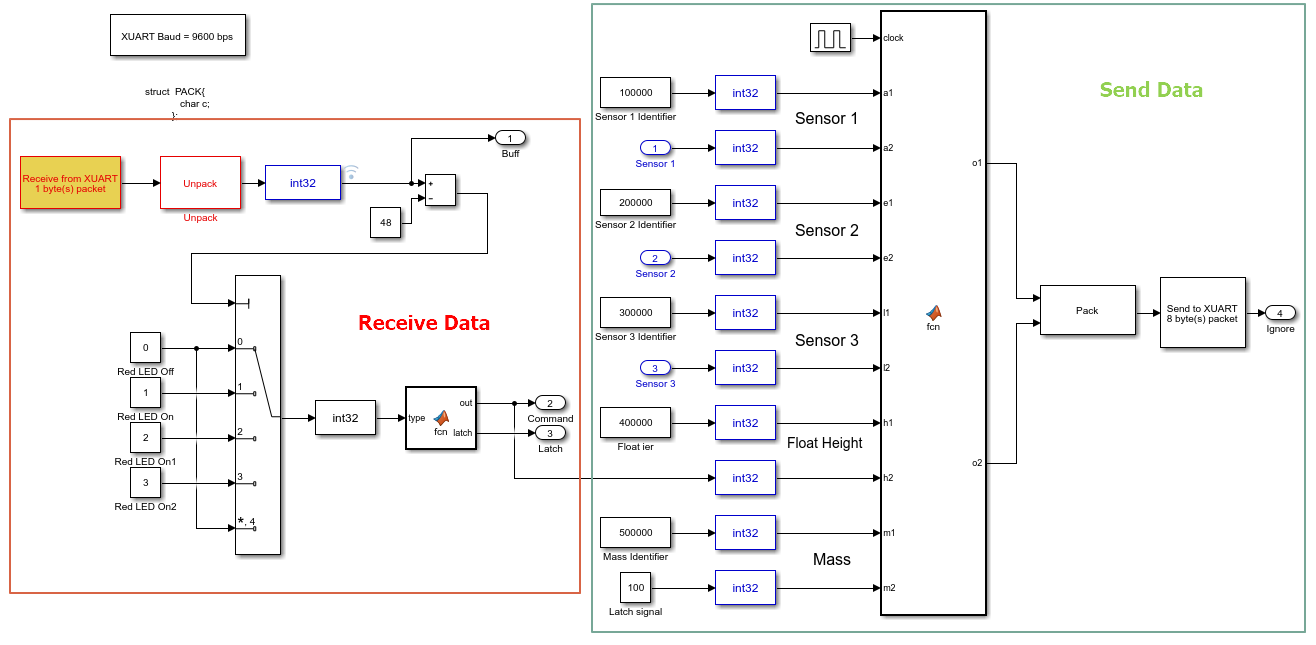 XUART Baud = 9600 bps
struct PACK{
char c;
};
Receive from XUART
1 byte(s) packet
Unpack
Unpack
int32
1
Buff
+
−
48
Receive Data
0
Red LED Off
1
Red LED On
2
Red LED On1
3
Red LED On2
0
1
2
3
*, 4
int32
type
fcn
out
latch
2
Command
3
Latch
Send Data
clock
100000
Sensor 1 Identifier
int32
a1
Sensor 1
1
Sensor 1
int32
a2
200000
Sensor 2 Identifier
int32
e1
Sensor 2
2
Sensor 2
int32
e2
300000
Sensor 3 Identifier
int32
l1
Sensor 3
3
Sensor 3
int32
l2
400000
Float ier
int32
h1
Float Height
int32
h2
500000
Mass Identifier
int32
m1
Mass
100
Latch signal
int32
m2
fcn
o1
o2
Pack
Send to XUART
8 byte(s) packet
4
Ignore